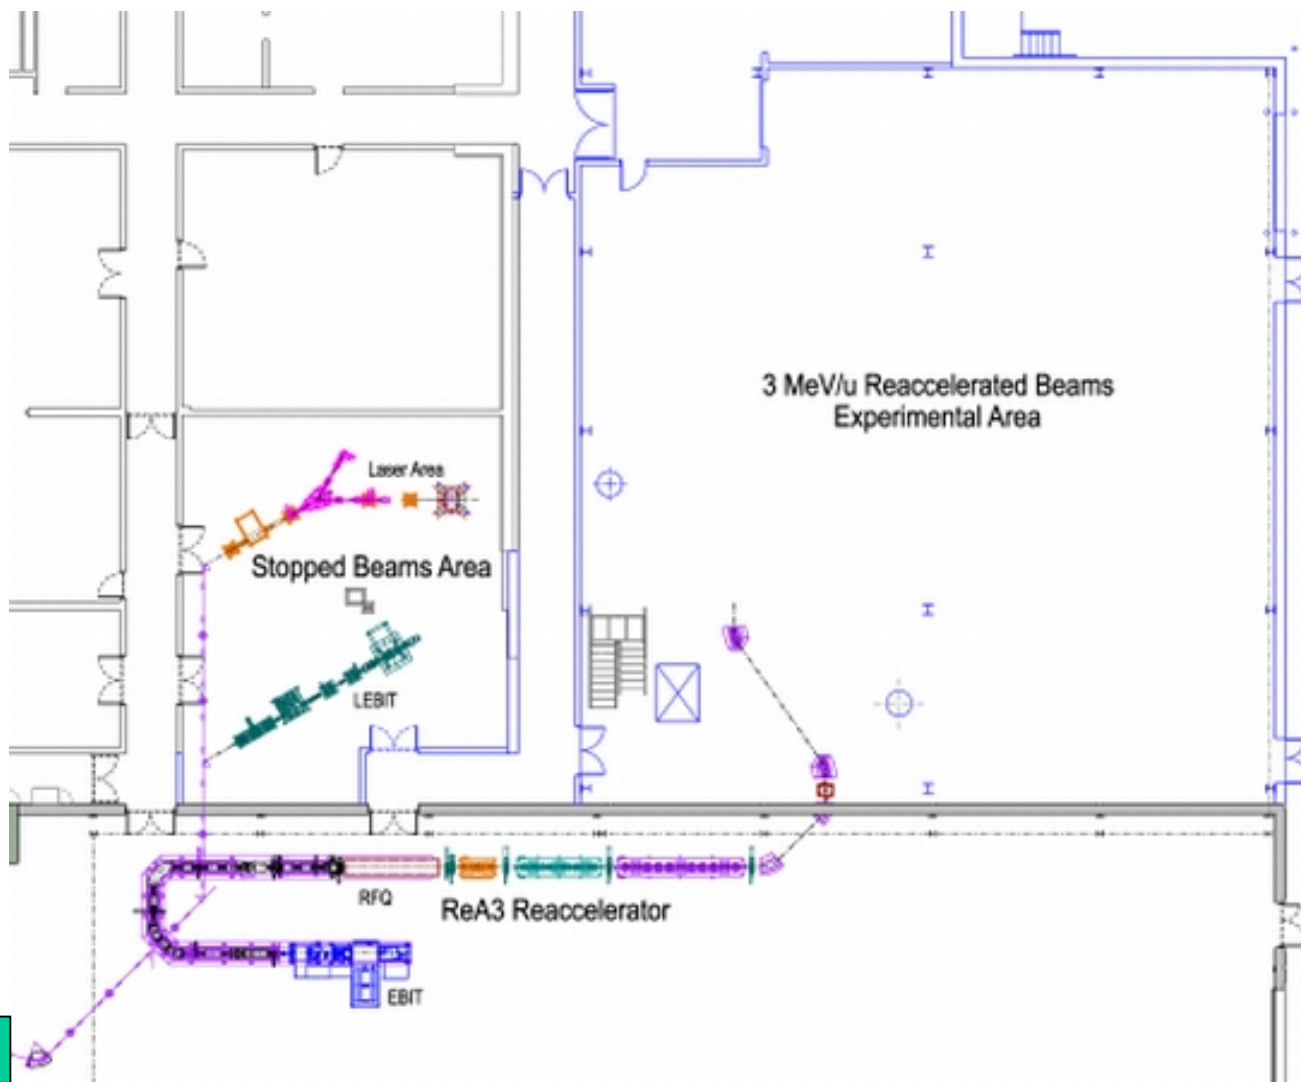 3 MeV/u Reaccelerated Beams
Experimental Area
Laser Area
Stopped Beams Area
LEBIT
RFQ
ReA3 Reaccelerator
EBIT